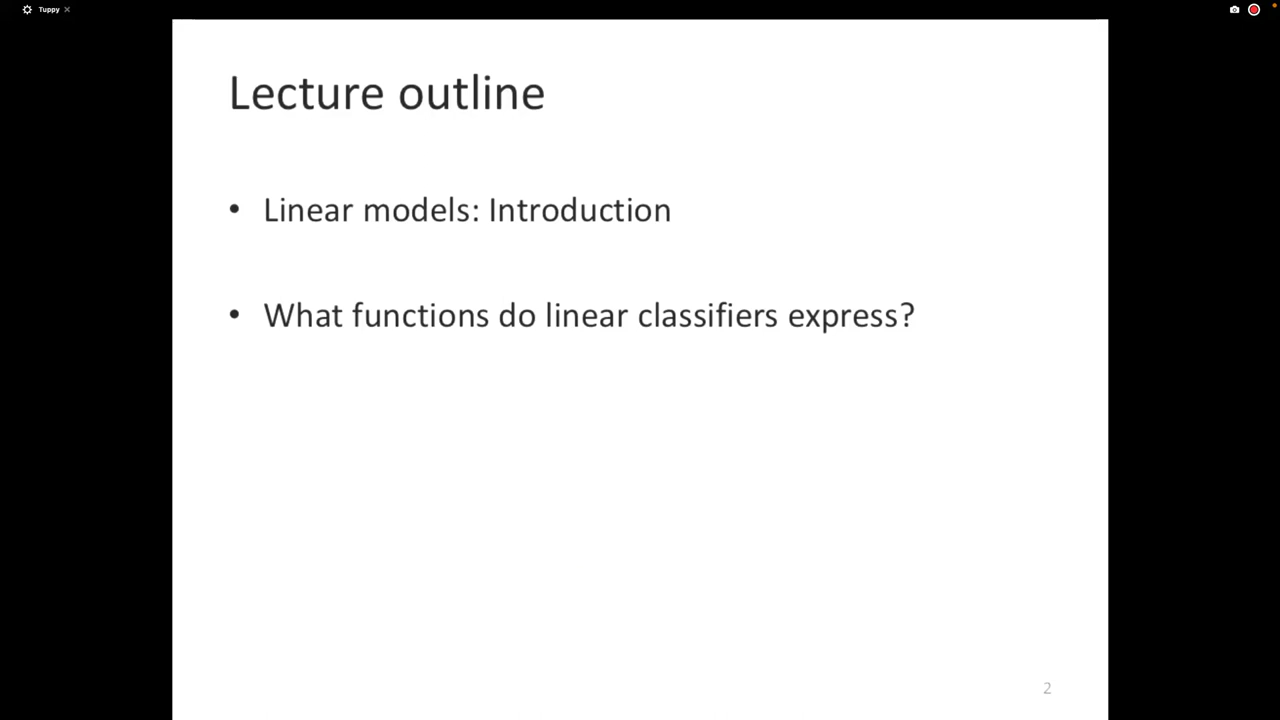 Tuppy ×
Lecture outline
• Linear models: Introduction
• What functions do linear classifiers express?
2